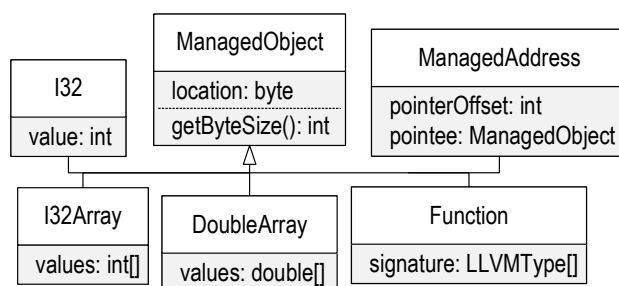 ManagedObject
location: byte
getByteSize(): int
I32
value: int
ManagedAddress
pointerOffset: int
pointee: ManagedObject
I32Array
values: int[]
DoubleArray
values: double[]
Function
signature: LLVMType[]